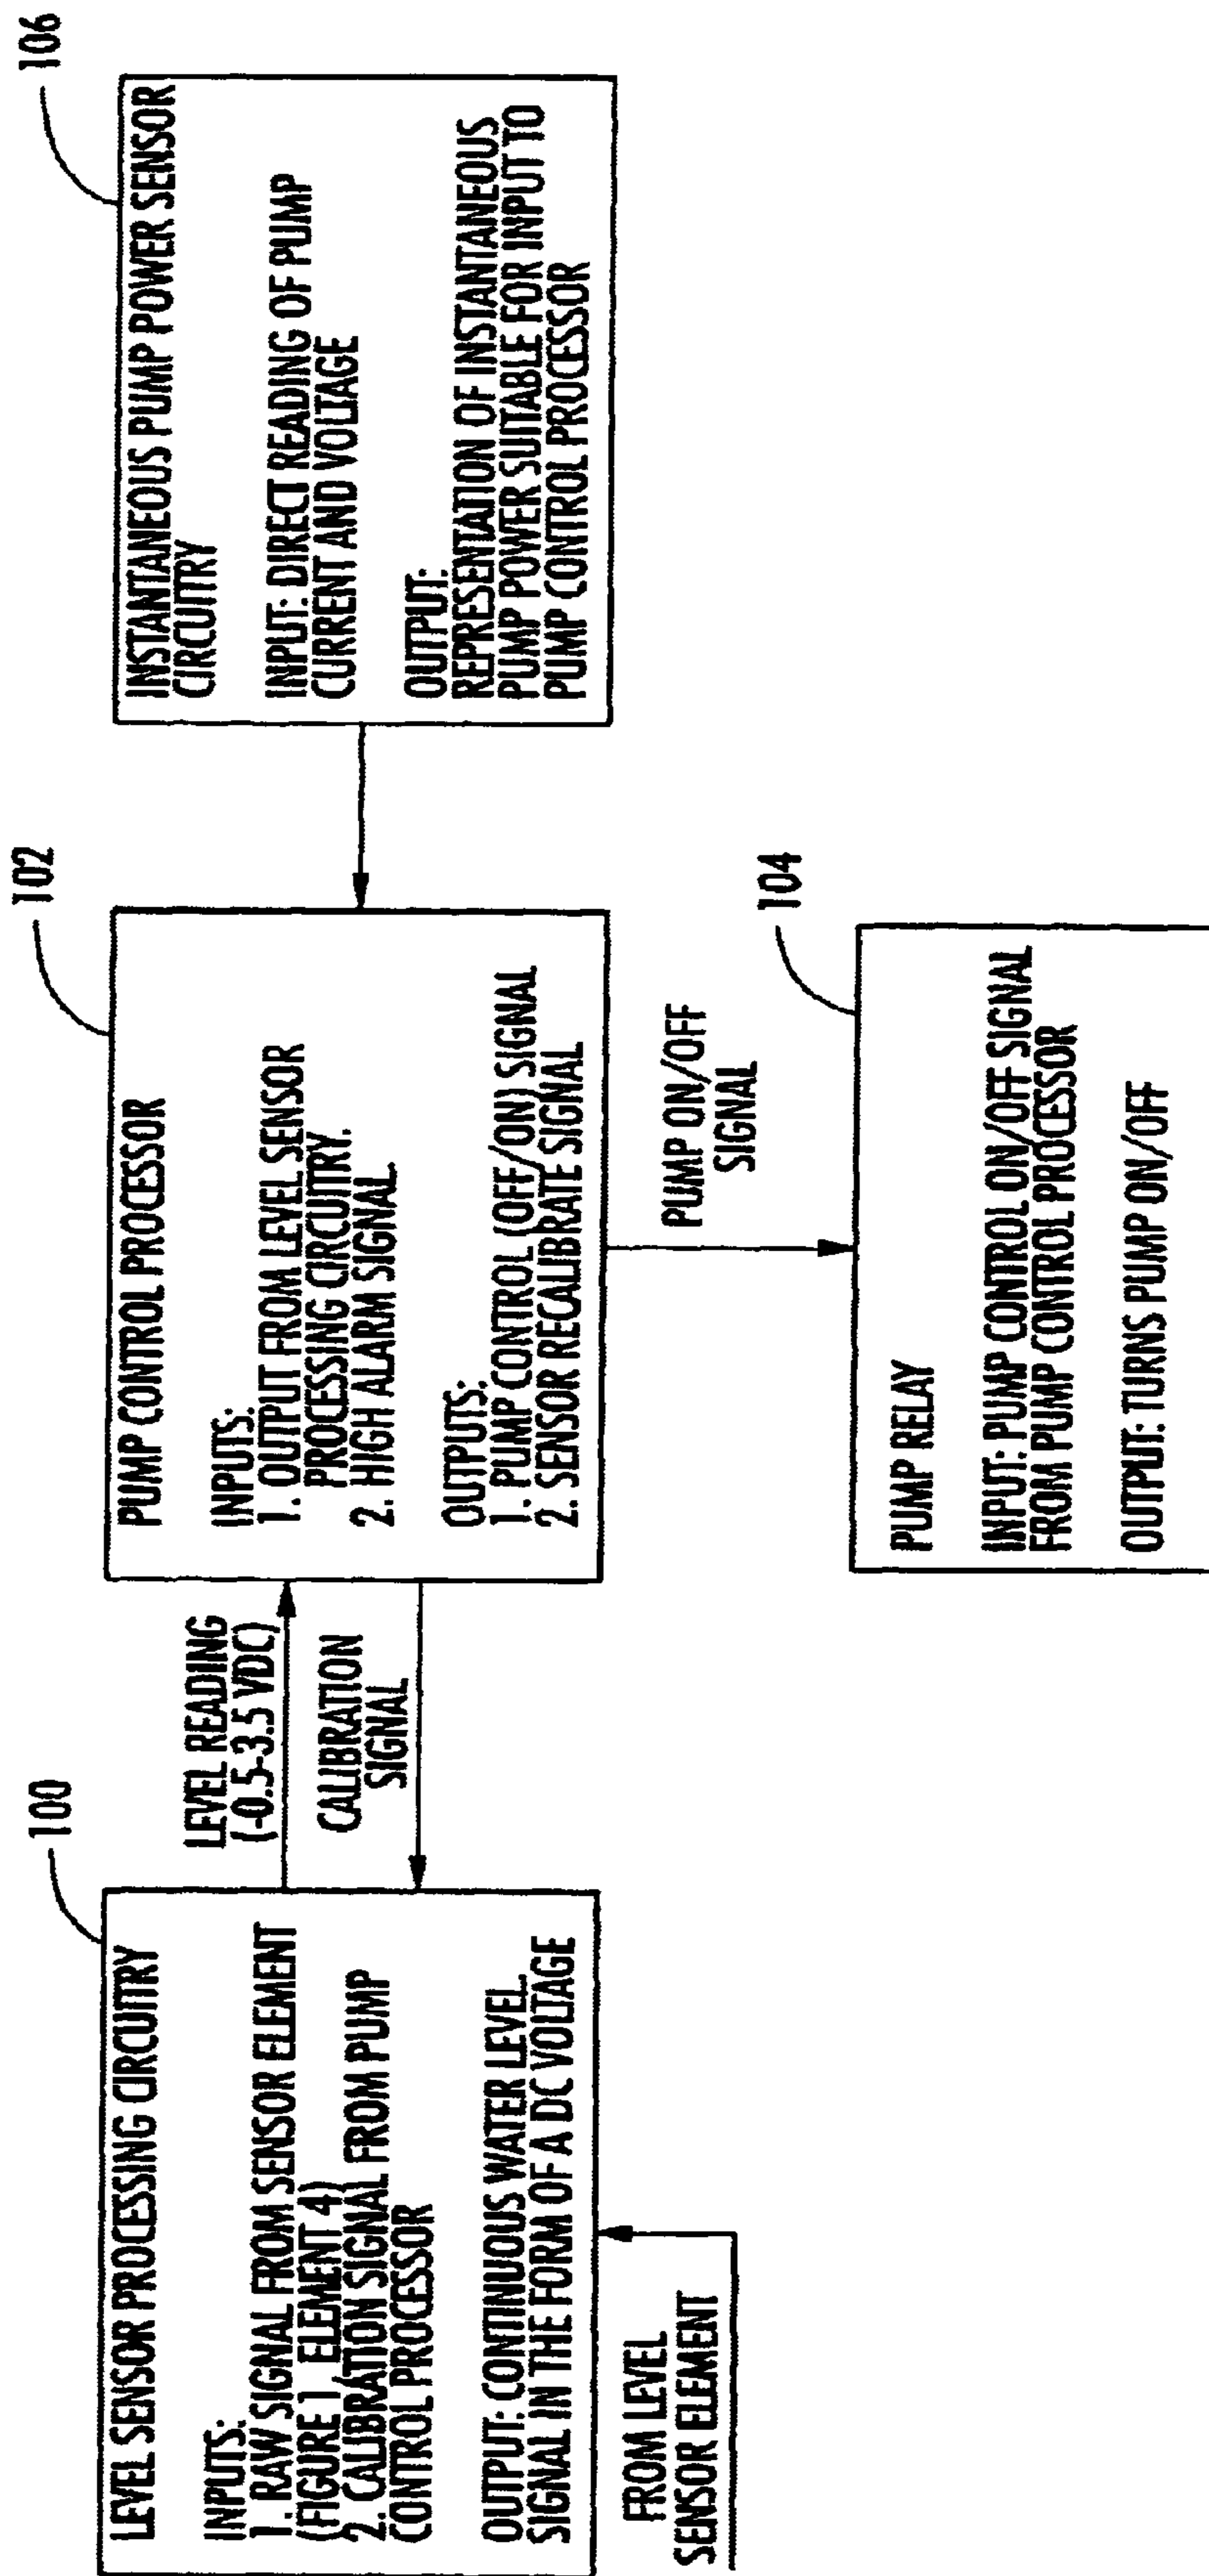 100
LEVEL SENSOR PROCESSING CIRCUITRY
INPUTS:
1. RAW SIGNAL FROM SENSOR ELEMENT
(FIGURE 1 ELEMENT 4)
2. CALIBRATION SIGNAL FROM PUMP
CONTROL PROCESSOR
OUTPUT: CONTINUOUS WATER LEVEL
SIGNAL IN THE FORM OF A DC VOLTAGE
FROM LEVEL
SENSOR ELEMENT
LEVEL READING
(-0.5-3.5 VDC)
CALIBRATION
SIGNAL
102
PUMP CONTROL PROCESSOR
INPUTS:
1. OUTPUT FROM LEVEL SENSOR
PROCESSING CIRCUITRY.
2. HIGH ALARM SIGNAL
OUTPUTS:
1. PUMP CONTROL (OFF/ON) SIGNAL
2. SENSOR RECALIBRATE SIGNAL
PUMP ON/OFF
SIGNAL
104
PUMP RELAY
INPUT: PUMP CONTROL ON/OFF SIGNAL
FROM PUMP CONTROL PROCESSOR
OUTPUT: TURNS PUMP ON/OFF
106
INSTANTANEOUS PUMP POWER SENSOR
CIRCUITRY
INPUT: DIRECT READING OF PUMP
CURRENT AND VOLTAGE
OUTPUT:
REPRESENTATION OF INSTANTANEOUS
PUMP POWER SUITABLE FOR INPUT TO
PUMP CONTROL PROCESSOR